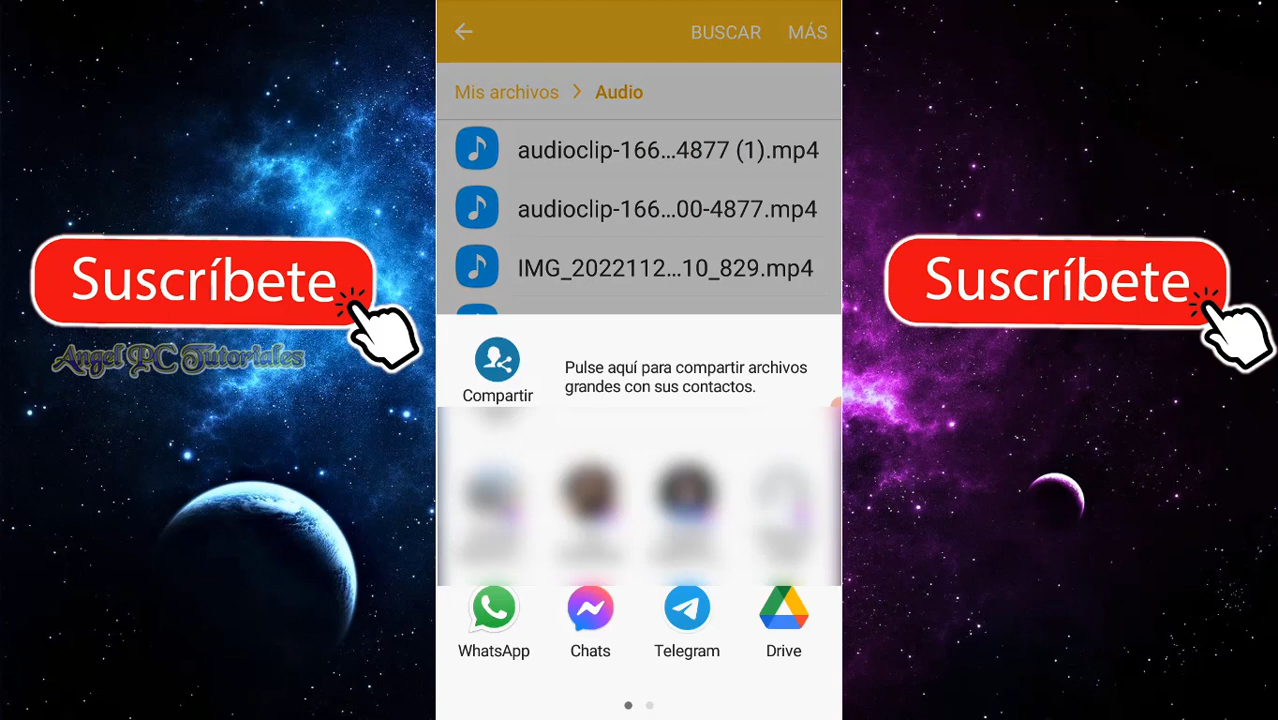 BUSCAR MÁS
Mis archivos > Audio
audioclip-166...4877 (1).mp4
audioclip-166...00-4877.mp4
IMG_2022112...10_829.mp4
Suscríbete
Suscríbete
Angel PC Tutoriales
Compartir
Pulse aquí para compartir archivos
grandes con sus contactos.
WhatsApp Chats Telegram Drive